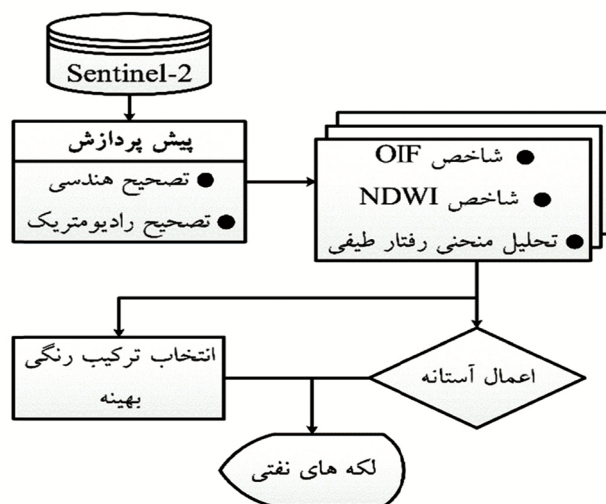 Sentinel-2
پیش پردازش
● تصحیح هندسی
● تصحیح رادیومتریک
● شاخص OIF
● شاخص NDWI
● تحلیل منحنی رفتار طیفی
انتخاب ترکیب رنگی
بهینه
اعمال آستانه
لکه های نفتی